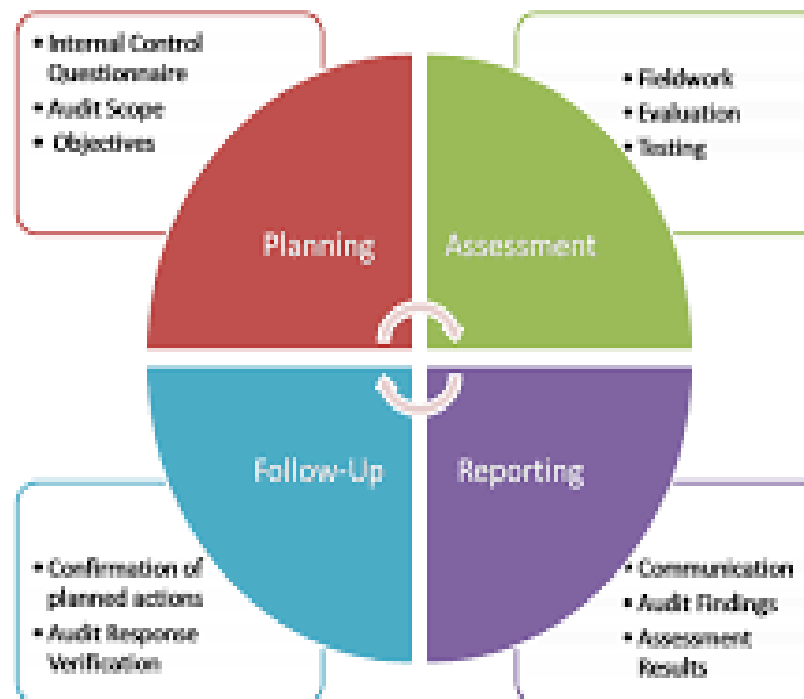 • Internal Control
Questionnaire
• Audit Scope
• Objectives
• Fieldwork
• Evaluation
• Testing
Planning
Assessment
Follow-Up
Reporting
• Confirmation of
planned actions
• Audit Response
Verification
• Communication
• Audit Findings
• Assessment
Results